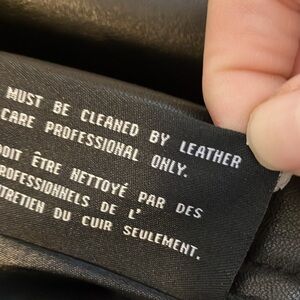 MUST BE CLEANED BY LEATHER
CARE PROFESSIONAL ONLY.
DOIT ÊTRE NETTOYÉ PAR DES
PROFESSIONNELS DE L'
ENTRETIEN DU CUIR SEULEMENT.